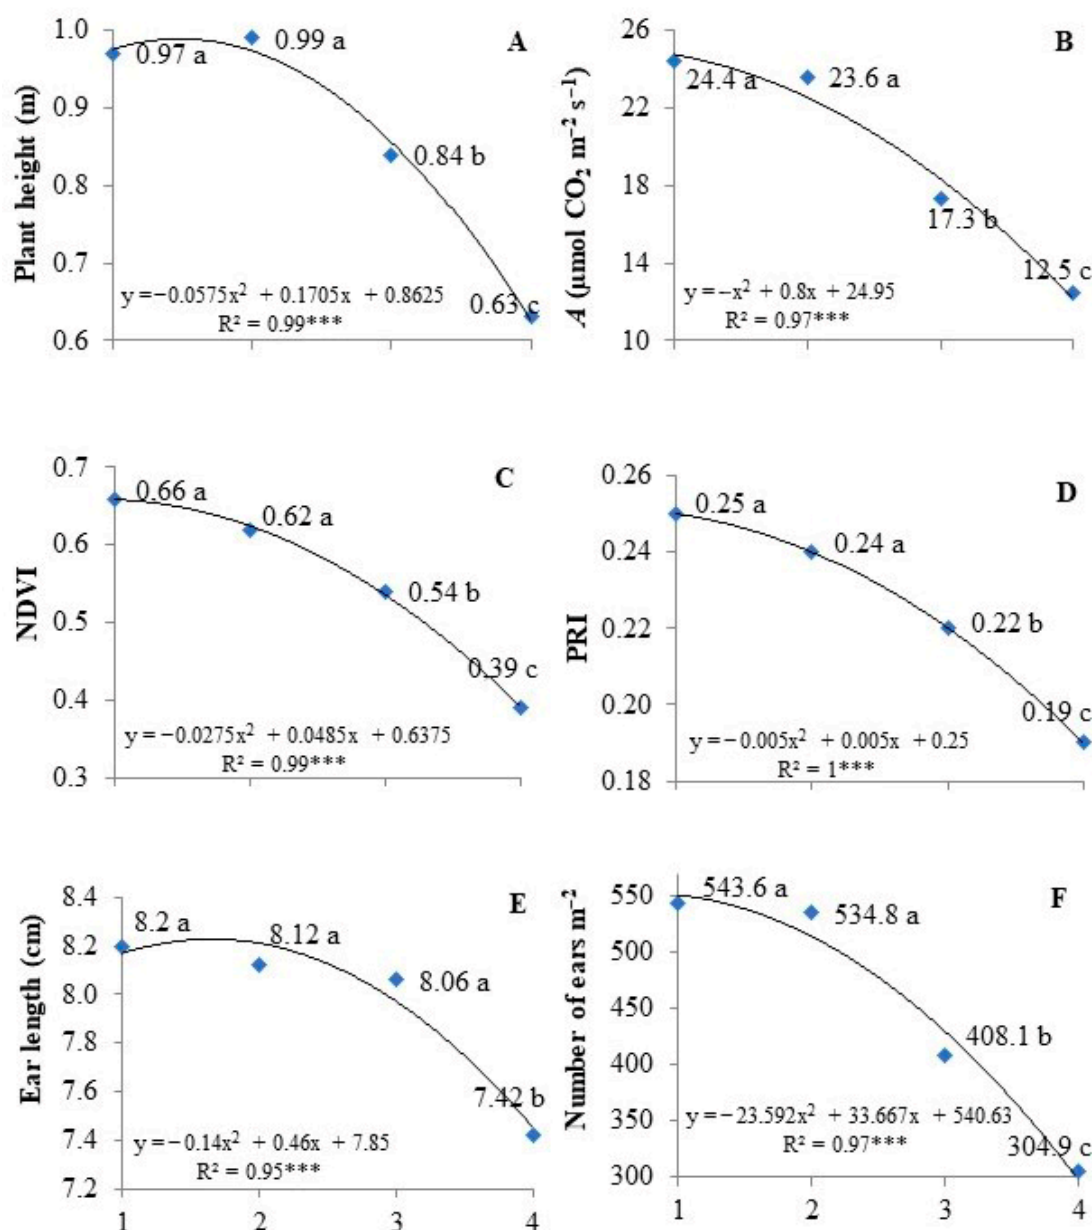 A
Plant height (m)
1.0
0.9
0.8
0.7
0.6
0.97 a
0.99 a
0.84 b
0.63 c
y = −0.0575x² + 0.1705x + 0.8625
R² = 0.99***
B
A (µmol CO₂ m⁻² s⁻¹)
26
22
18
14
10
24.4 a
23.6 a
17.3 b
12.5 c
y = −x² + 0.8x + 24.95
R² = 0.97***
C
NDVI
0.7
0.6
0.5
0.4
0.3
0.66 a
0.62 a
0.54 b
0.39 c
y = −0.0275x² + 0.0485x + 0.6375
R² = 0.99***
D
PRI
0.26
0.24
0.22
0.20
0.18
0.25 a
0.24 a
0.22 b
0.19 c
y = −0.005x² + 0.005x + 0.25
R² = 1***
E
Ear length (cm)
8.4
8.2
8.0
7.8
7.6
7.4
7.2
8.2 a
8.12 a
8.06 a
7.42 b
y = −0.14x² + 0.46x + 7.85
R² = 0.95***
1 2 3 4
F
Number of ears m⁻²
550
500
450
400
350
300
543.6 a
534.8 a
408.1 b
304.9 c
y = −23.592x² + 33.667x + 540.63
R² = 0.97***
1 2 3 4